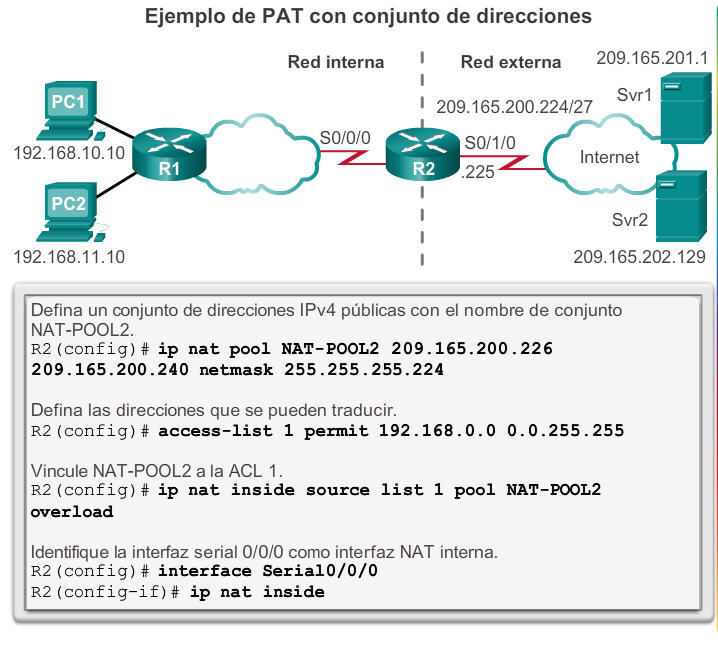 Ejemplo de PAT con conjunto de direcciones
Red interna
Red externa
209.165.201.1
PC1
Svr1
209.165.200.224/27
192.168.10.10
S0/0/0
S0/1/0
R1
R2
Internet
.225
PC2
Svr2
192.168.11.10
209.165.202.129
Defina un conjunto de direcciones IPv4 públicas con el nombre de conjunto
NAT-POOL2.
R2(config)# ip nat pool NAT-POOL2 209.165.200.226
209.165.200.240 netmask 255.255.255.224
Defina las direcciones que se pueden traducir.
R2(config)# access-list 1 permit 192.168.0.0 0.0.255.255
Vincule NAT-POOL2 a la ACL 1.
R2(config)# ip nat inside source list 1 pool NAT-POOL2
overload
Identifique la interfaz serial 0/0/0 como interfaz NAT interna.
R2(config)# interface Serial0/0/0
R2(config-if)# ip nat inside